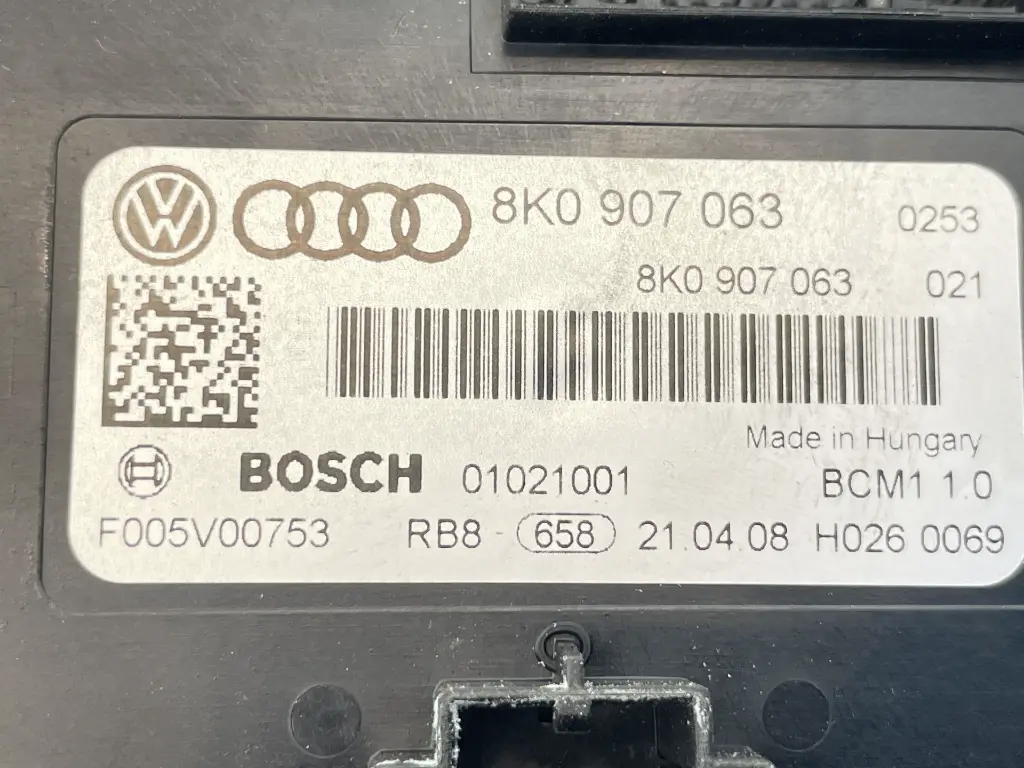 8K0 907 063 0253
8K0 907 063 021
Made in Hungary
BOSCH 01021001 BCM1 1.0
F005V00753 RB8 - 658 21.04.08 H026 0069